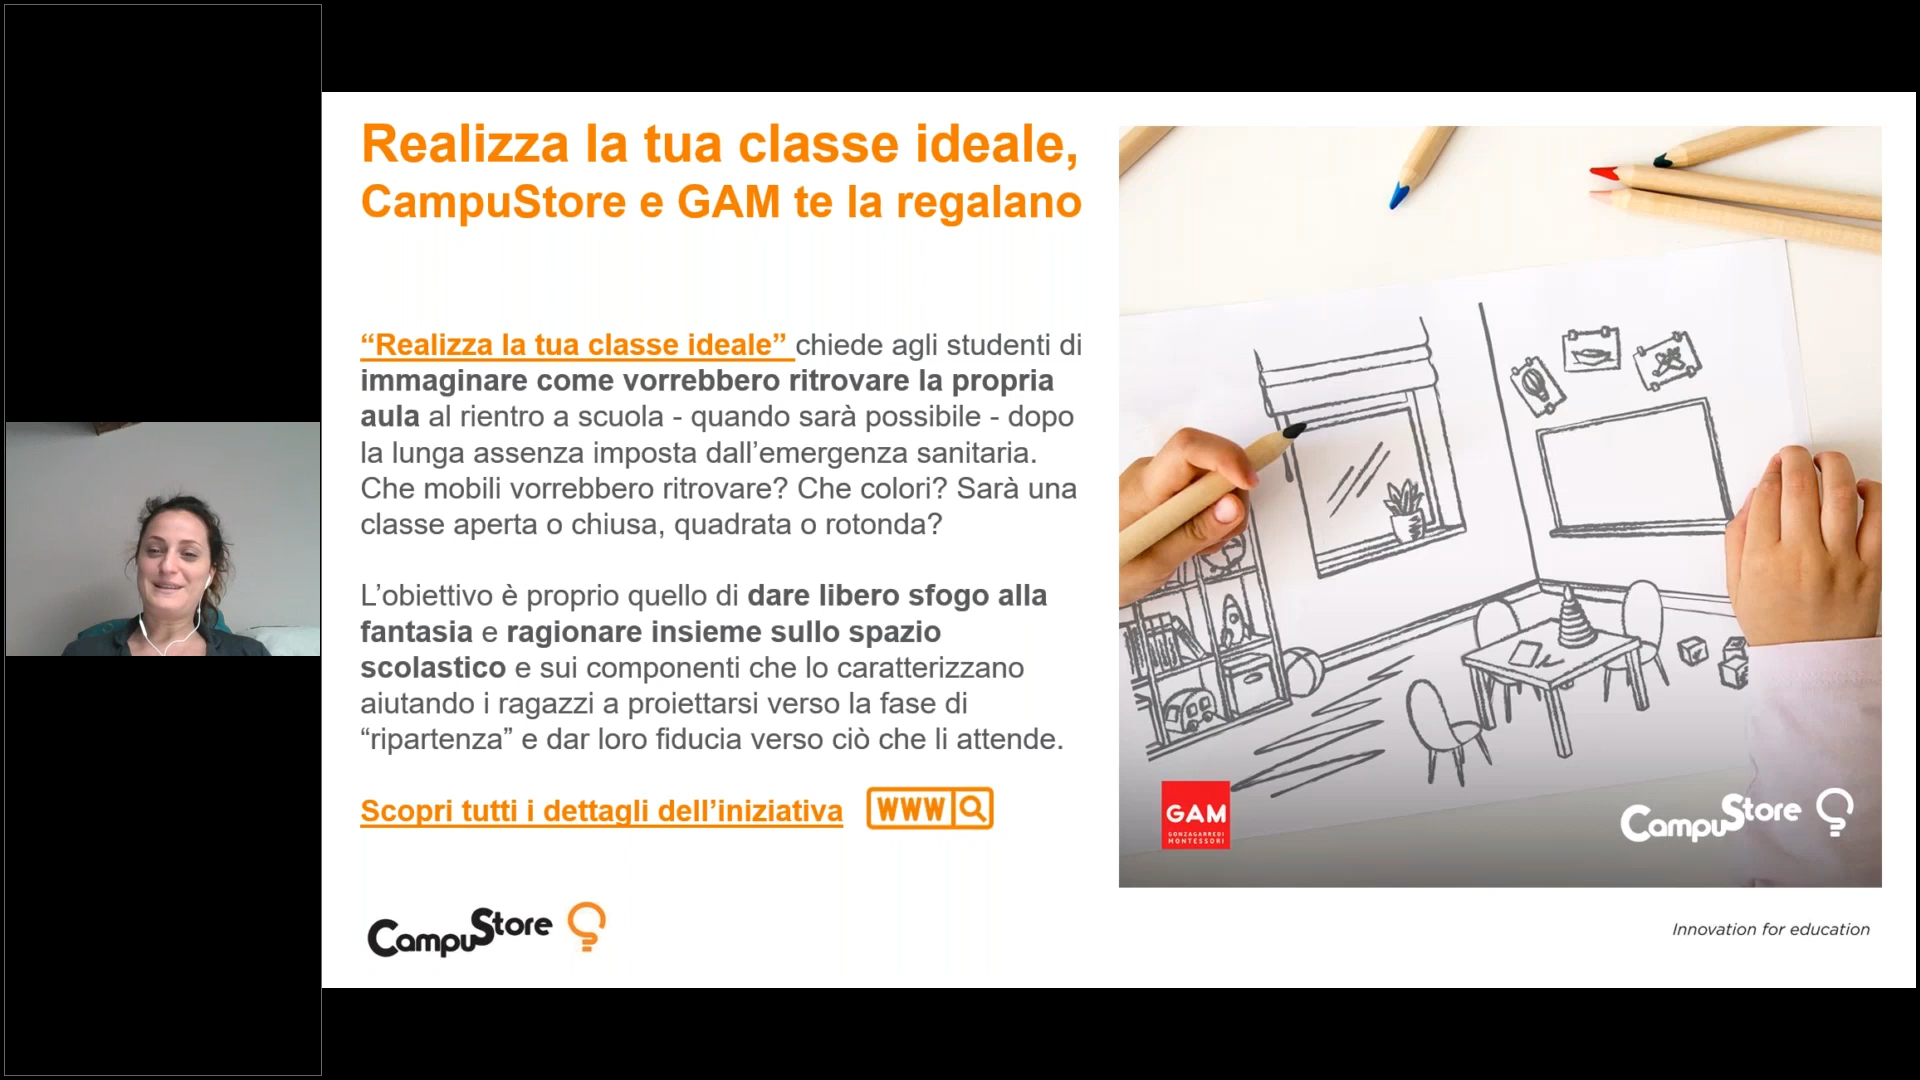 Realizza la tua classe ideale,
CampuStore e GAM te la regalano
“Realizza la tua classe ideale” chiede agli studenti di
immaginare come vorrebbero ritrovare la propria
aula al rientro a scuola - quando sarà possibile - dopo
la lunga assenza imposta dall’emergenza sanitaria.
Che mobili vorrebbero ritrovare? Che colori? Sarà una
classe aperta o chiusa, quadrata o rotonda?
L’obiettivo è proprio quello di dare libero sfogo alla
fantasia e ragionare insieme sullo spazio
scolastico e sui componenti che lo caratterizzano
aiutando i ragazzi a proiettarsi verso la fase di
“ripartenza” e dar loro fiducia verso ciò che li attende.
Scopri tutti i dettagli dell’iniziativa
WWW
CampuStore
GAM
GONZAGARREDI
MONTESSORI
CampuStore
Innovation for education